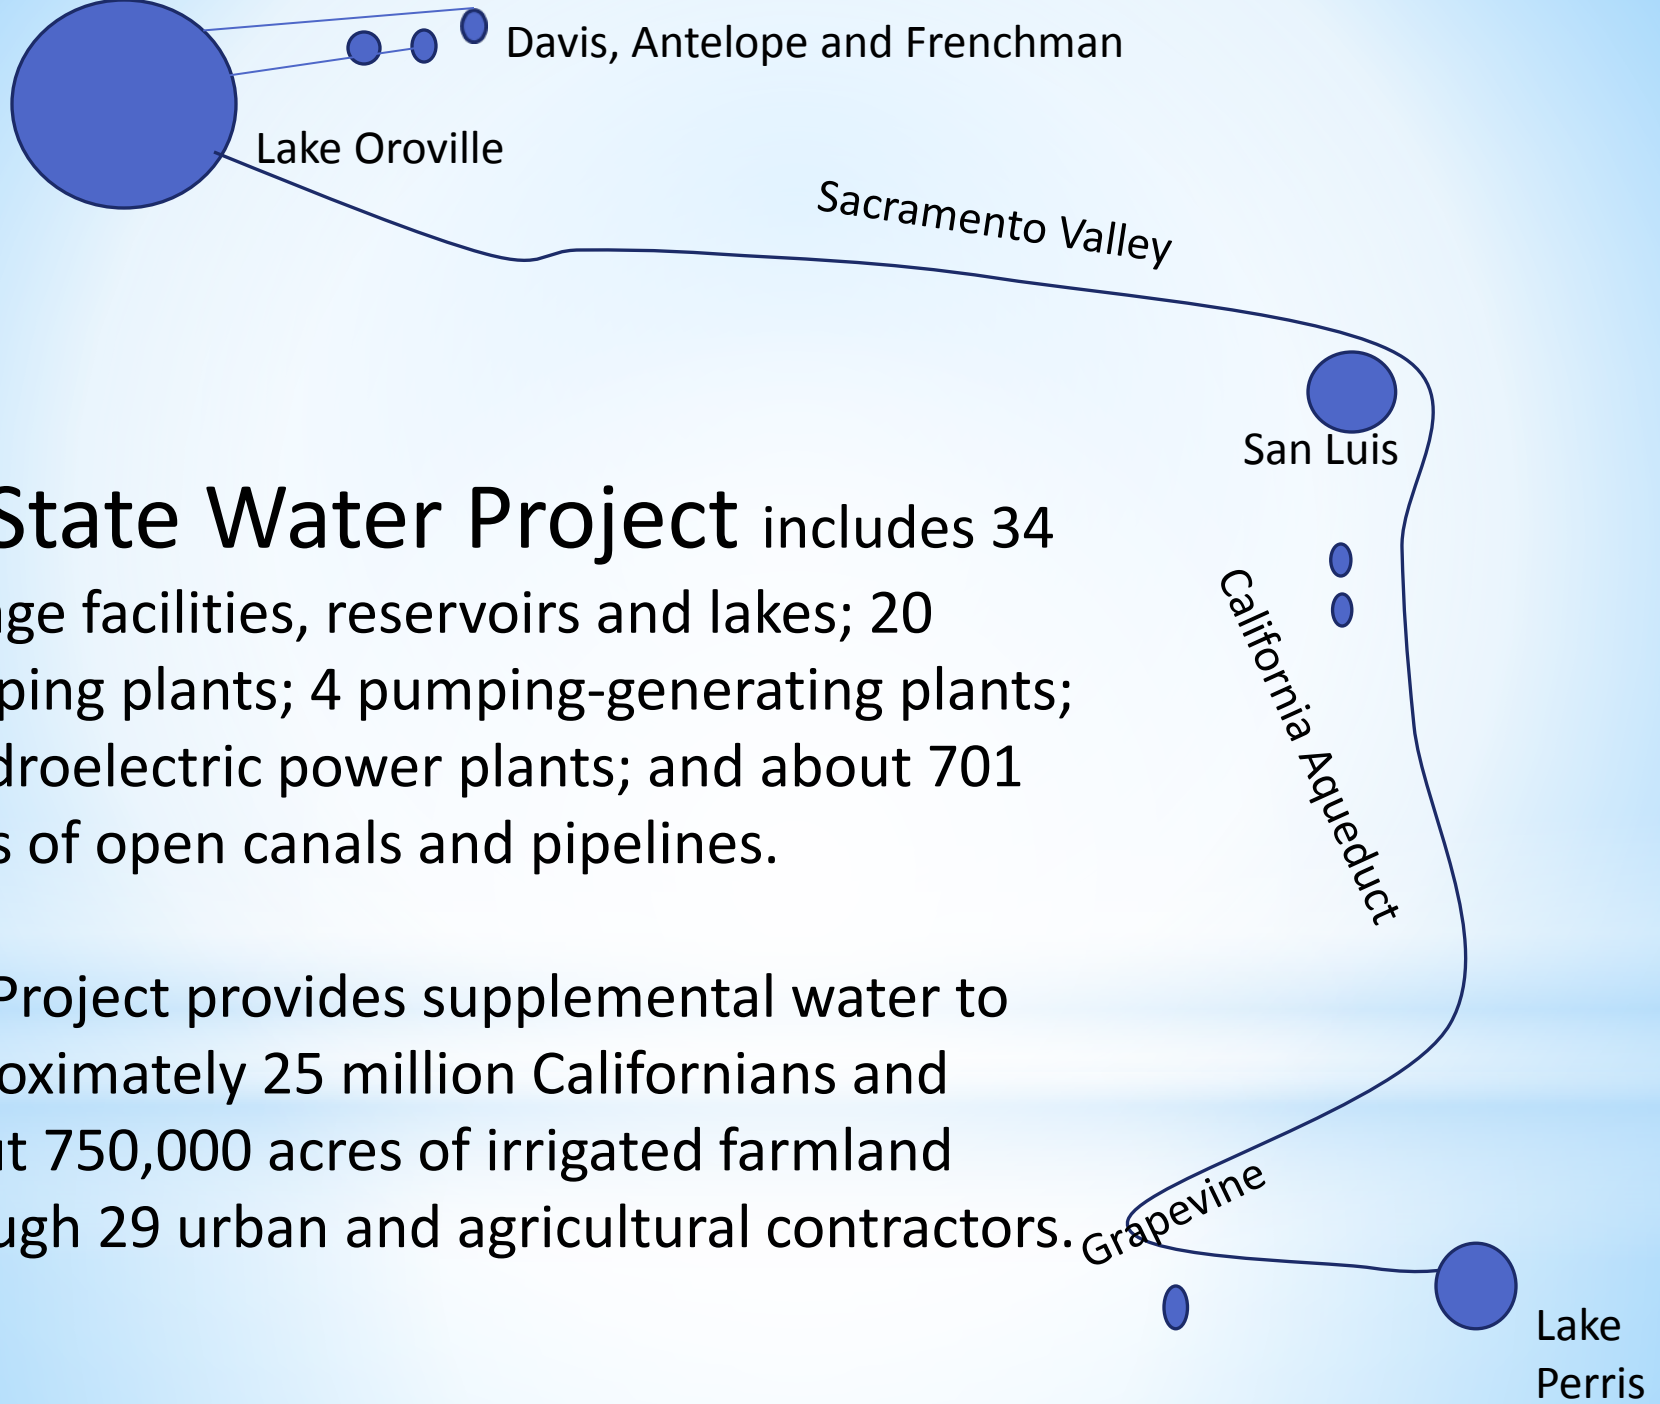 Davis, Antelope and Frenchman
Lake Oroville
Sacramento Valley
San Luis
State Water Project includes 34
age facilities, reservoirs and lakes; 20
ping plants; 4 pumping-generating plants;
droelectric power plants; and about 701
s of open canals and pipelines.
California Aqueduct
Project provides supplemental water to
oximately 25 million Californians and
ut 750,000 acres of irrigated farmland
ugh 29 urban and agricultural contractors.
Grapevine
Lake
Perris